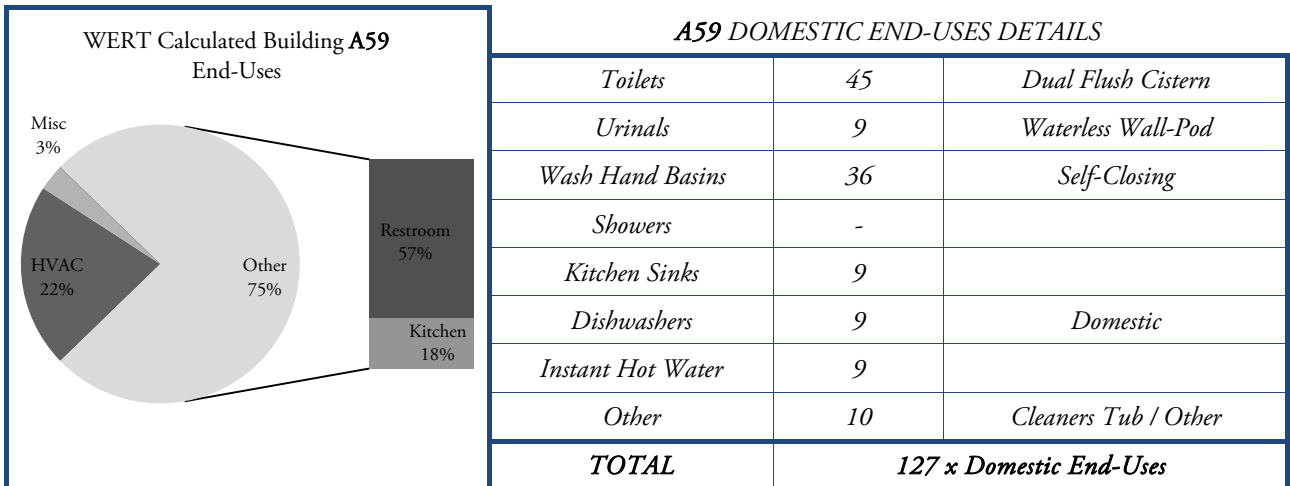 WERT Calculated Building A59
End-Uses
Misc
3%
HVAC
22%
Other
75%
Restroom
57%
Kitchen
18%
A59 DOMESTIC END-USES DETAILS
Toilets 45 Dual Flush Cistern
Urinals 9 Waterless Wall-Pod
Wash Hand Basins 36 Self-Closing
Showers -
Kitchen Sinks 9
Dishwashers 9 Domestic
Instant Hot Water 9
Other 10 Cleaners Tub / Other
TOTAL 127 x Domestic End-Uses